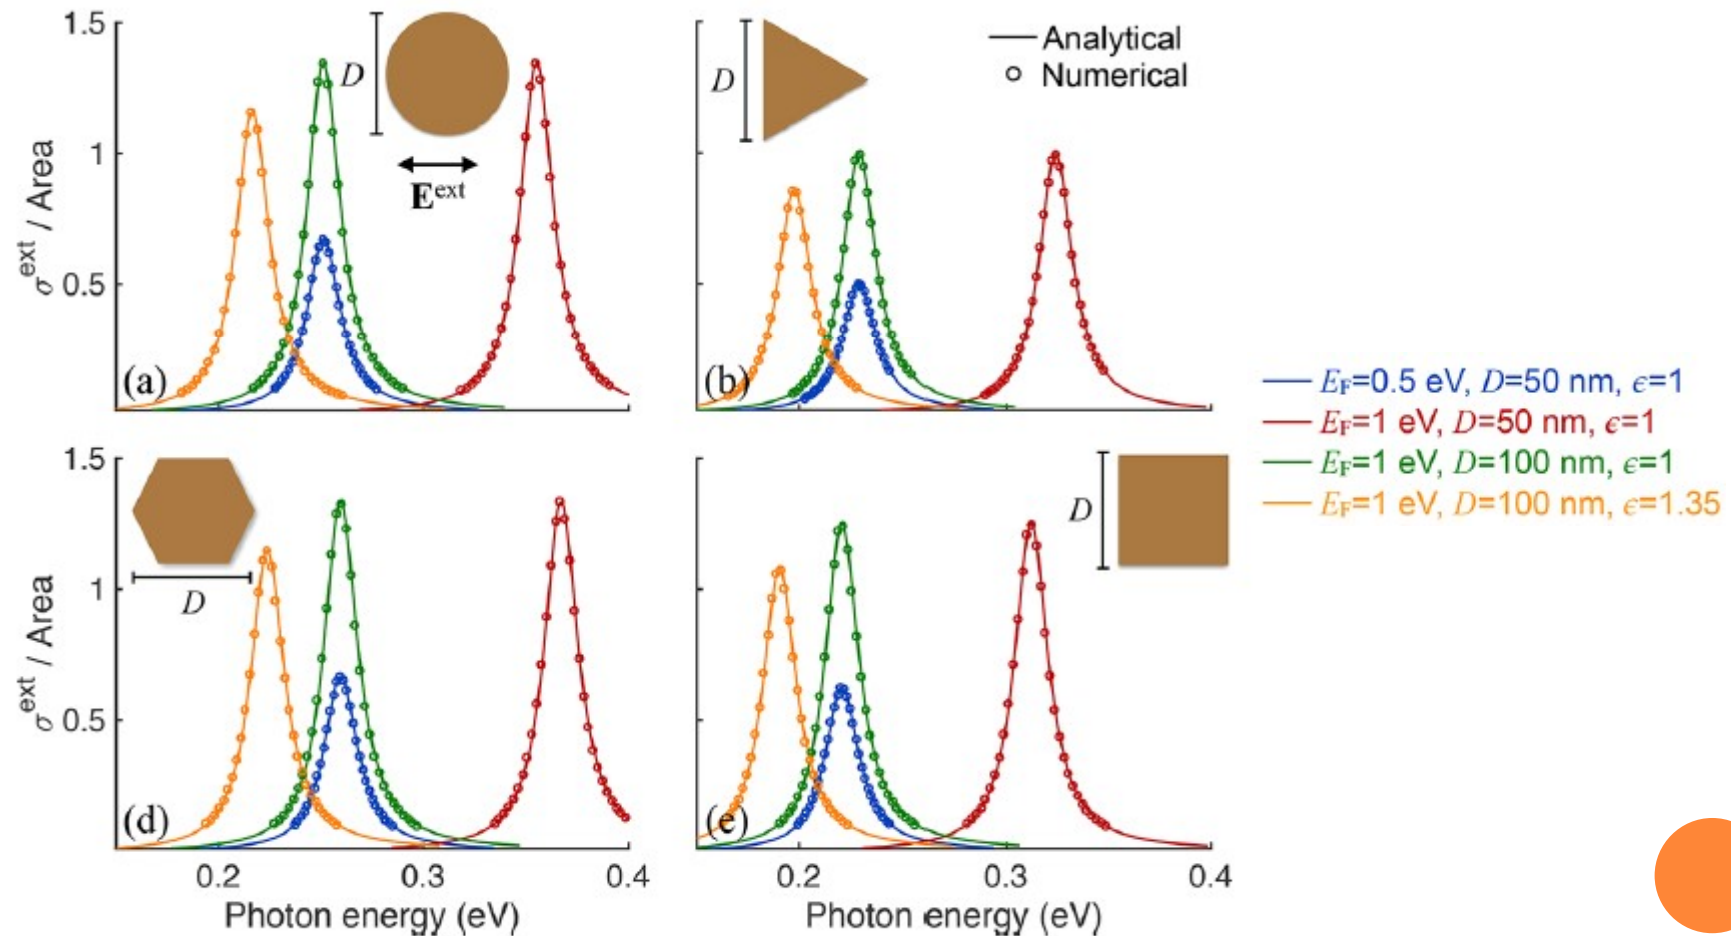 1.5
1
0.5
σ^ext / Area
D
E^ext
(a)
D
Analytical
Numerical
(b)
E_F=0.5 eV, D=50 nm, ϵ=1
E_F=1 eV, D=50 nm, ϵ=1
E_F=1 eV, D=100 nm, ϵ=1
E_F=1 eV, D=100 nm, ϵ=1.35
1.5
1
0.5
σ^ext / Area
D
(d)
0.2 0.3 0.4
Photon energy (eV)
D
(e)
0.2 0.3 0.4
Photon energy (eV)